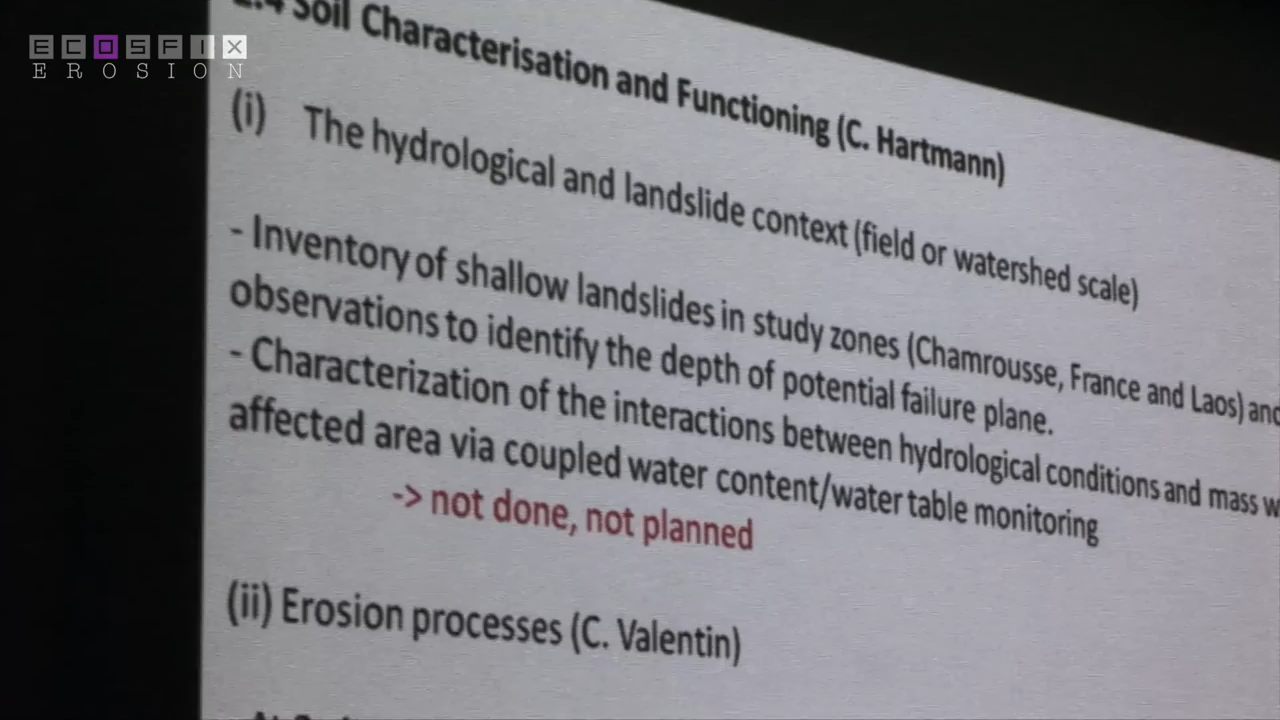 ECOSFIX
EROSION
2.4 Soil Characterisation and Functioning (C. Hartmann)
(i) The hydrological and landslide context (field or watershed scale)
- Inventory of shallow landslides in study zones (Chamrousse, France and Laos) and
observations to identify the depth of potential failure plane.
- Characterization of the interactions between hydrological conditions and mass
affected area via coupled water content/water table monitoring
-> not done, not planned
(ii) Erosion processes (C. Valentin)